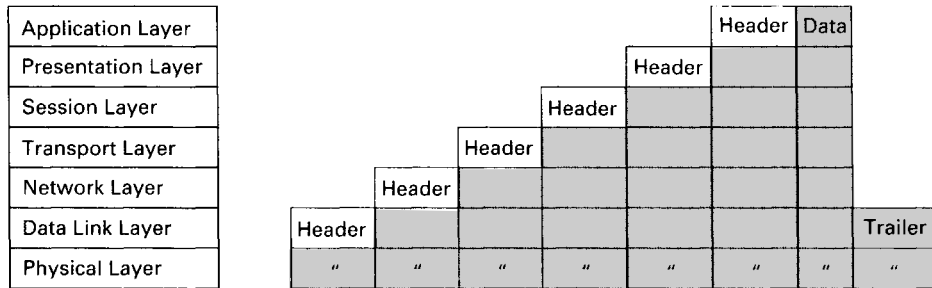 Application Layer Header Data
Presentation Layer Header
Session Layer Header
Transport Layer Header
Network Layer Header
Data Link Layer Header Trailer
Physical Layer " " " " " " " "